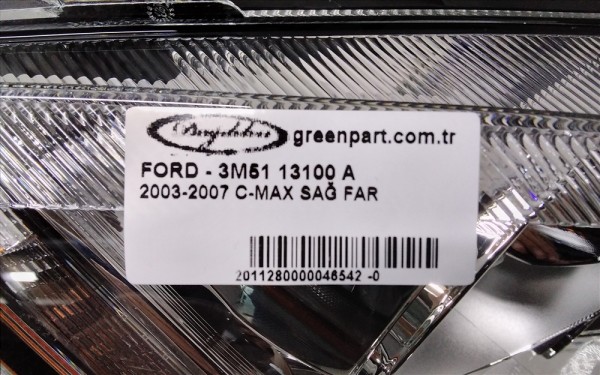 greenpart.com.tr
FORD - 3M51 13100 A
2003-2007 C-MAX SAĞ FAR
2011280000046542 -0